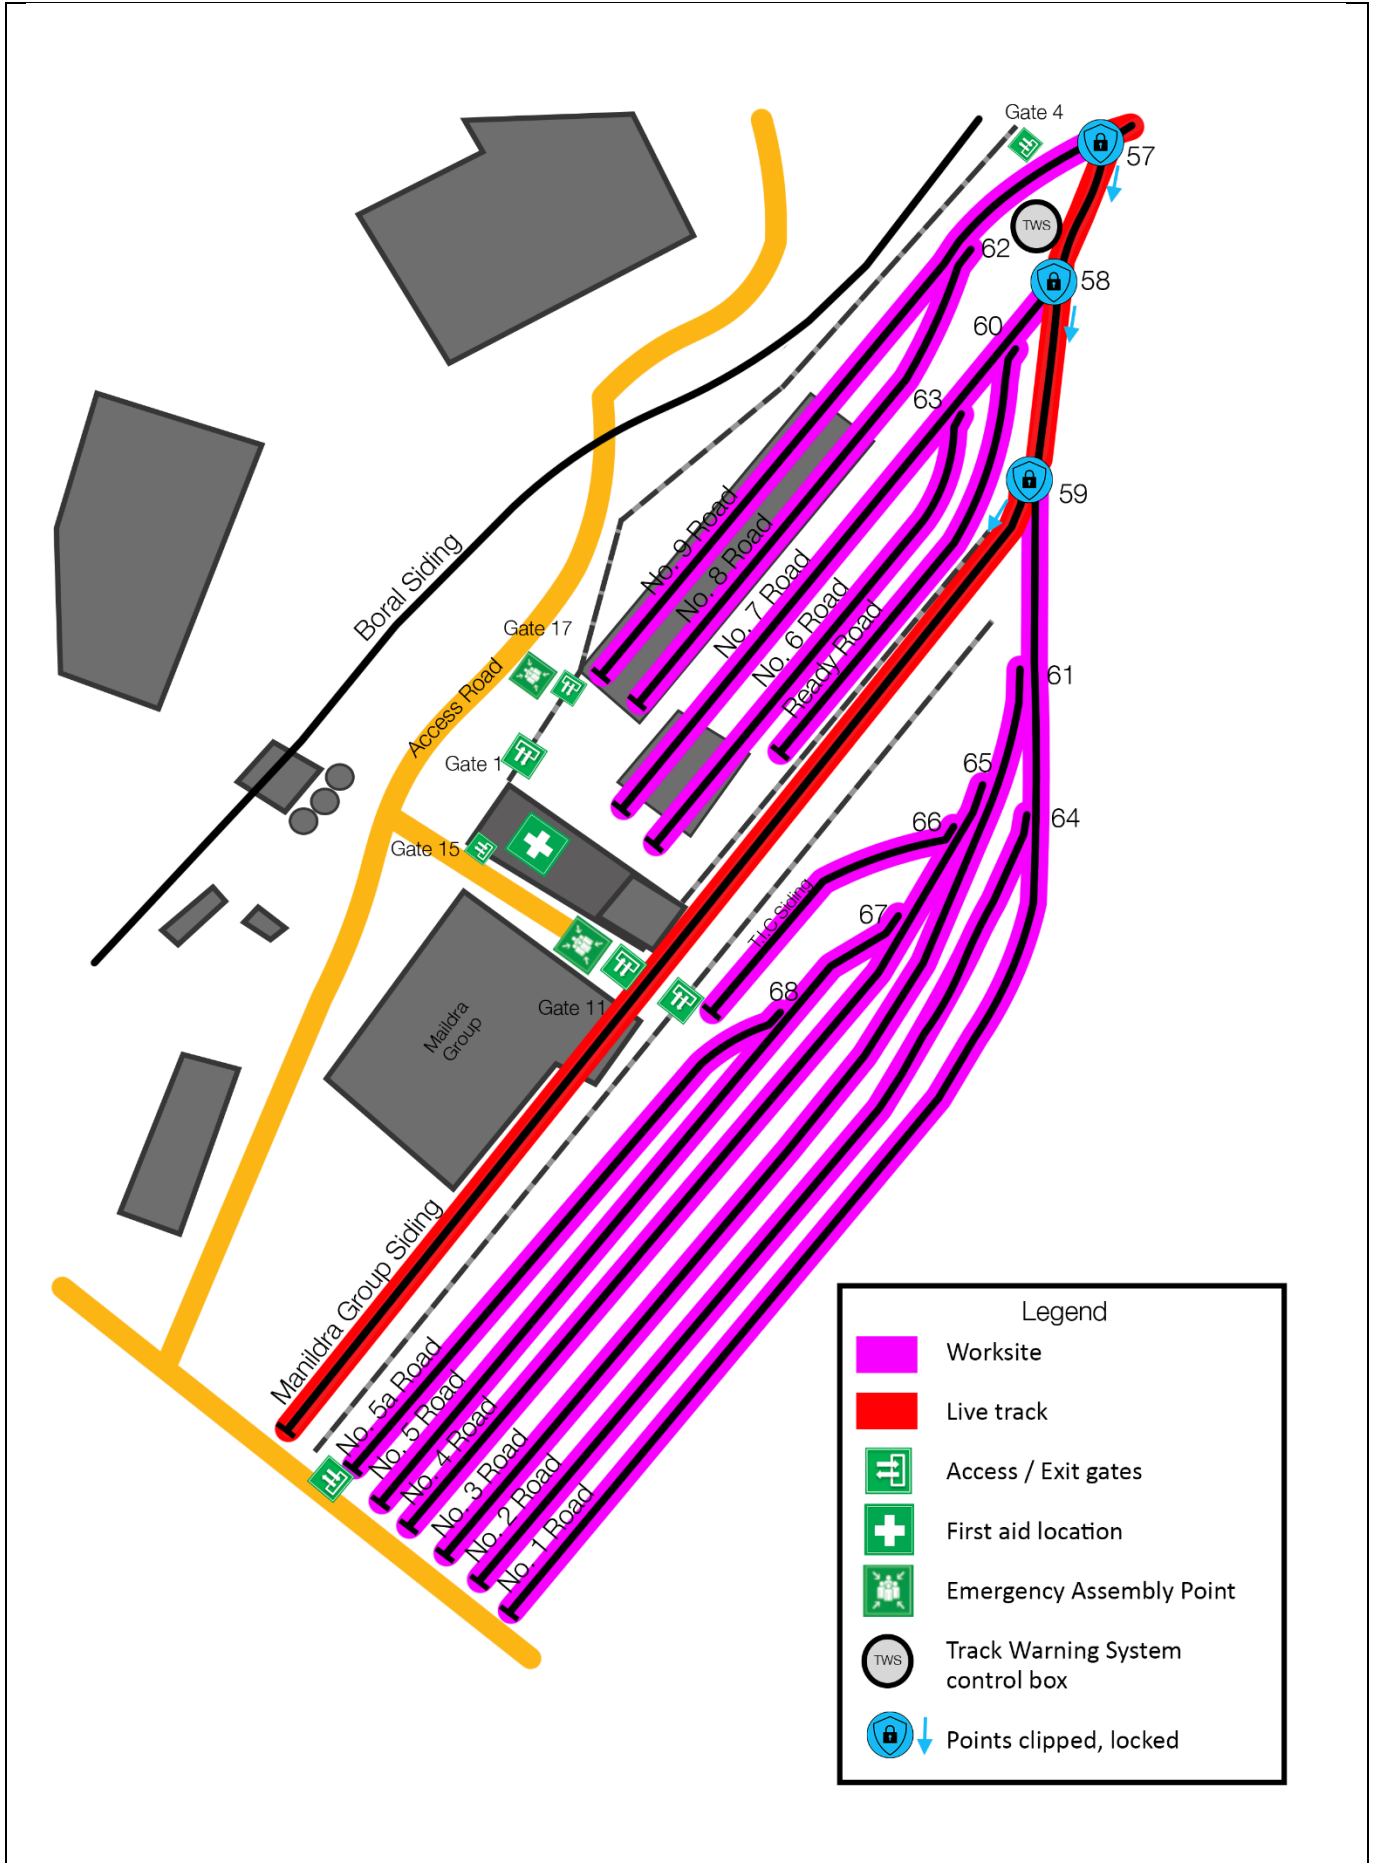 Gate 4
57
TWS
62
58
60
63
59
No. 9 Road
No. 8 Road
No. 7 Road
No. 6 Road
Ready Road
Boral Siding
Gate 17
Access Road
Gate 1
61
65
66
64
Gate 15
T.I.C Siding
67
68
Gate 11
Maildra
Group
Manildra Group Siding
No. 5a Road
No. 5 Road
No. 4 Road
No. 3 Road
No. 2 Road
No. 1 Road
Legend
Worksite
Live track
Access / Exit gates
First aid location
Emergency Assembly Point
TWS
Track Warning System
control box
Points clipped, locked